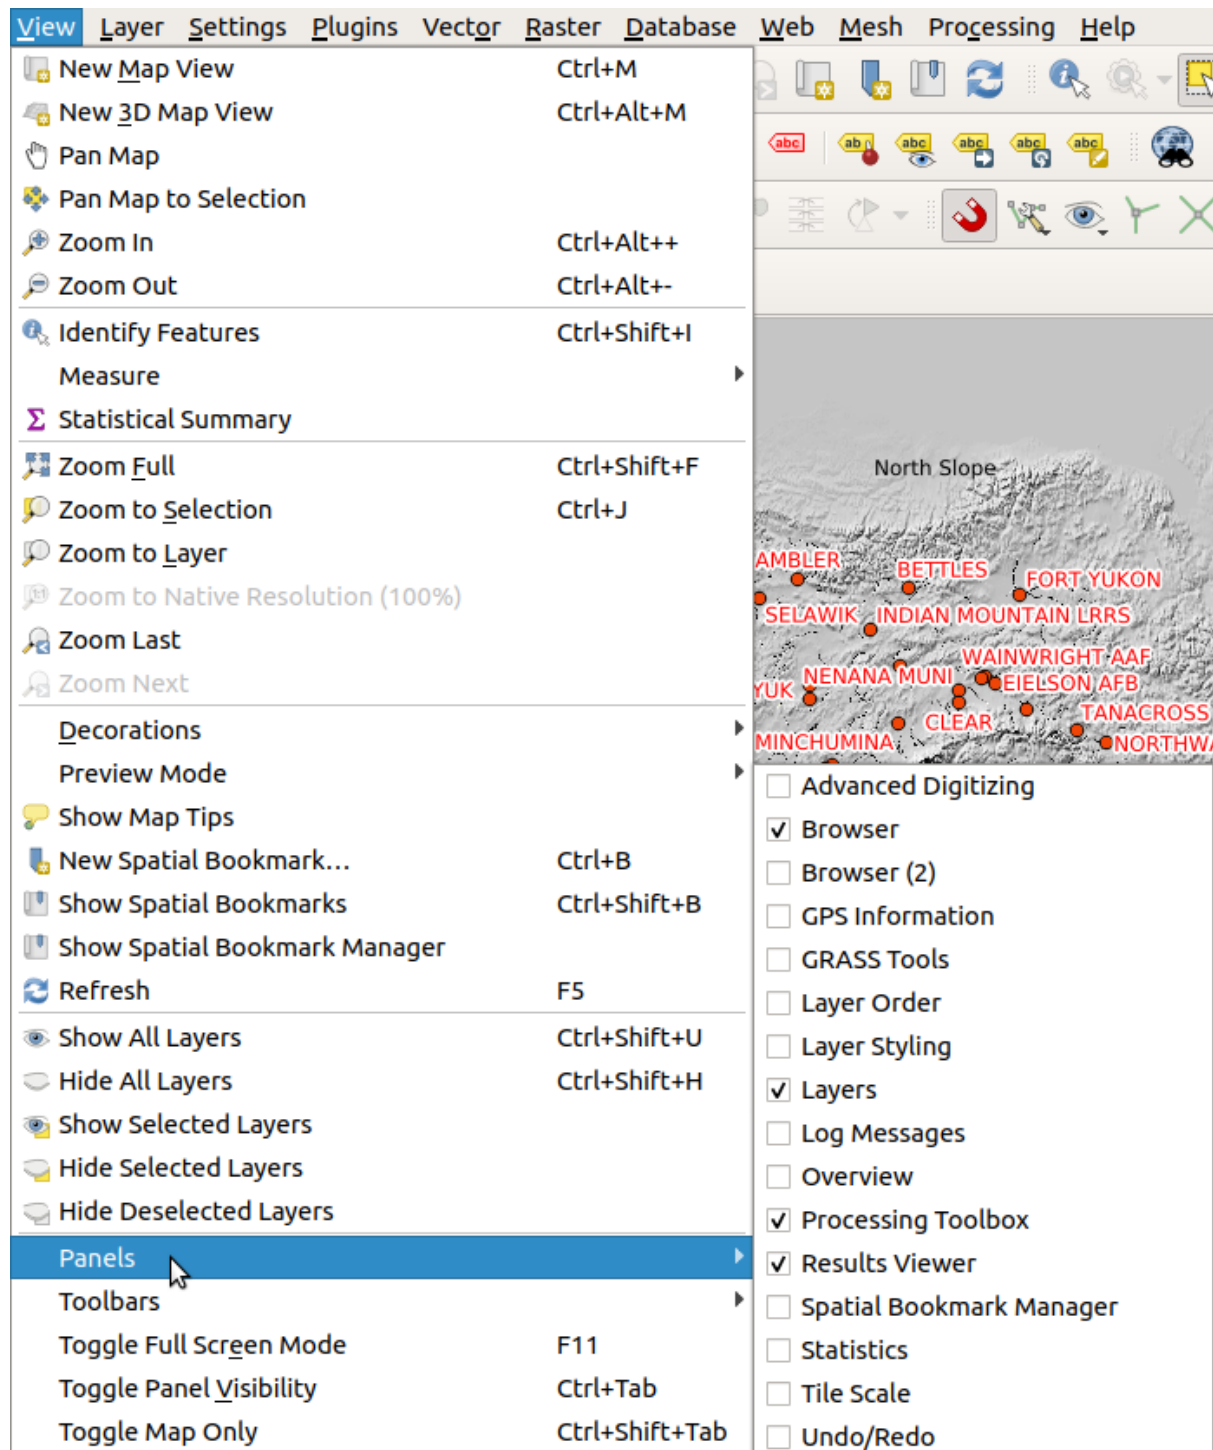 View Layer Settings Plugins Vector Raster Database Web Mesh Processing Help
New Map View Ctrl+M
New 3D Map View Ctrl+Alt+M
Pan Map
Pan Map to Selection
Zoom In Ctrl+Alt++
Zoom Out Ctrl+Alt+-
Identify Features Ctrl+Shift+I
Measure
Statistical Summary
Zoom Full Ctrl+Shift+F
Zoom to Selection Ctrl+J
Zoom to Layer
Zoom to Native Resolution (100%)
Zoom Last
Zoom Next
Decorations
Preview Mode
Show Map Tips
New Spatial Bookmark... Ctrl+B
Show Spatial Bookmarks Ctrl+Shift+B
Show Spatial Bookmark Manager
Refresh F5
Show All Layers Ctrl+Shift+U
Hide All Layers Ctrl+Shift+H
Show Selected Layers
Hide Selected Layers
Hide Deselected Layers
Panels
Toolbars
Toggle Full Screen Mode F11
Toggle Panel Visibility Ctrl+Tab
Toggle Map Only Ctrl+Shift+Tab
abc ab abc abc abc abc
North Slope
AMBLER
BETTLES
FORT YUKON
SELAWIK
INDIAN MOUNTAIN LRRS
WAINWRIGHT AAF
NENANA MUNI
EIELSON AFB
YUK
CLEAR
TANACROSS
MINCHUMINA
NORTHWA
Advanced Digitizing
Browser
Browser (2)
GPS Information
GRASS Tools
Layer Order
Layer Styling
Layers
Log Messages
Overview
Processing Toolbox
Results Viewer
Spatial Bookmark Manager
Statistics
Tile Scale
Undo/Redo